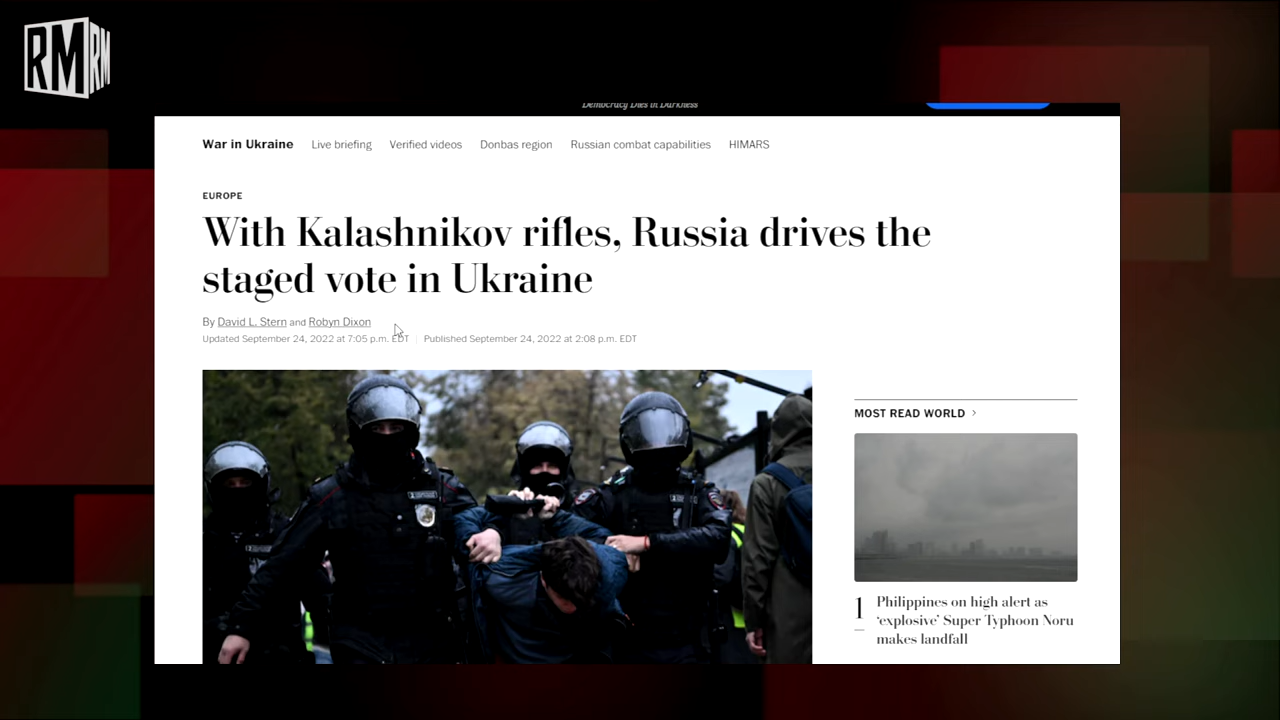 RM RM
Democracy Dies in Darkness
War in Ukraine Live briefing Verified videos Donbas region Russian combat capabilities HIMARS
EUROPE
With Kalashnikov rifles, Russia drives the
staged vote in Ukraine
By David L. Stern and Robyn Dixon
Updated September 24, 2022 at 7:05 p.m. EDT | Published September 24, 2022 at 2:08 p.m. EDT
MOST READ WORLD >
1 Philippines on high alert as
‘explosive’ Super Typhoon Noru
makes landfall